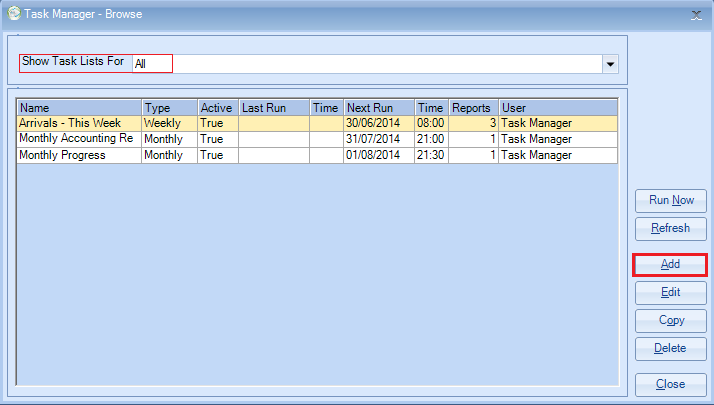 Task Manager - Browse
Show Task Lists For All
Name Type Active Last Run Time Next Run Time Reports User
Arrivals - This Week Weekly True 30/06/2014 08:00 3 Task Manager
Monthly Accounting Re Monthly True 31/07/2014 21:00 1 Task Manager
Monthly Progress Monthly True 01/08/2014 21:30 1 Task Manager
Run Now
Refresh
Add
Edit
Copy
Delete
Close